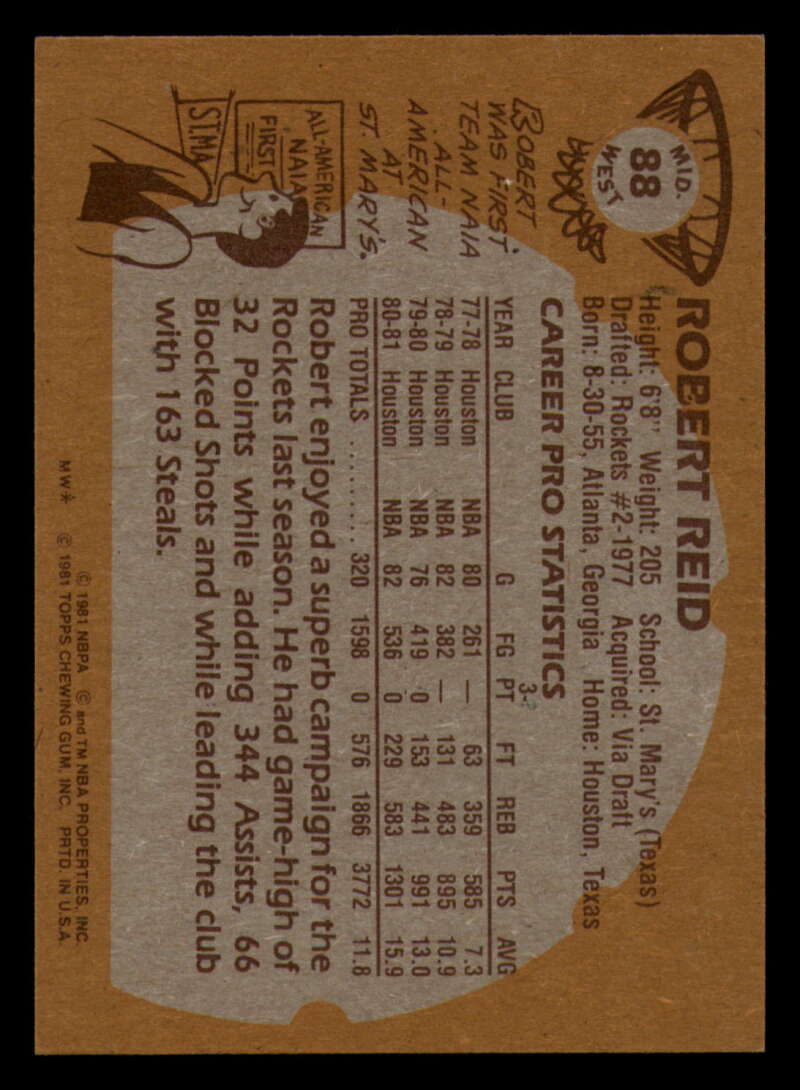 MID.
88
WEST
ROBERT REID
Height: 6'8" Weight: 205 School: St. Mary's (Texas)
Drafted: Rockets #2-1977 Acquired: Via Draft
Born: 8-30-55, Atlanta, Georgia Home: Houston, Texas
CAREER PRO STATISTICS
YEAR CLUB G FG 3-PT FT REB PTS AVG
77-78 Houston NBA 80 261 — 63 359 585 7.3
78-79 Houston NBA 82 382 — 131 483 895 10.9
79-80 Houston NBA 76 419 0 153 441 991 13.0
80-81 Houston NBA 82 536 0 229 583 1301 15.9
PRO TOTALS .......... 320 1598 0 576 1866 3772 11.8
Robert enjoyed a superb campaign for the
Rockets last season. He had game-high of
32 Points while adding 344 Assists, 66
Blocked Shots and while leading the club
with 163 Steals.
ROBERT
WAS FIRST
TEAM NAIA
ALL-
AMERICAN
AT
ST. MARY'S.
ALL-AMERICAN
NAIA
FIRST
ST.MA
© 1981 NBPA © and TM NBA PROPERTIES, INC.
MW* © 1981 TOPPS CHEWING GUM, INC. PRTD. IN U.S.A.